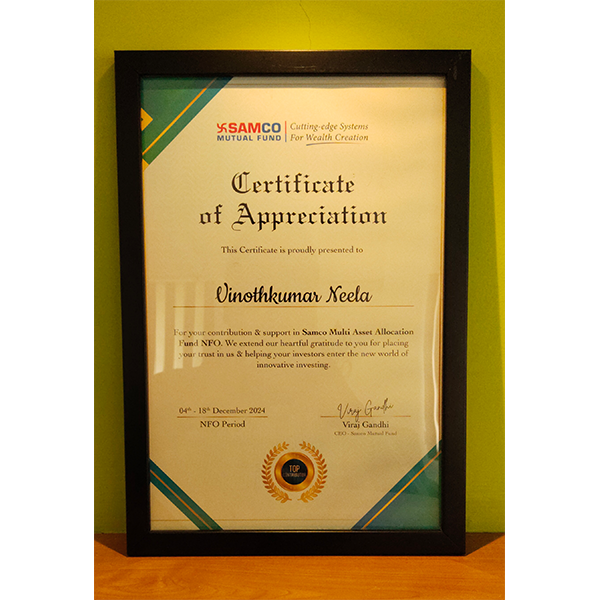 SAMCO
MUTUAL FUND
Cutting-edge Systems
For Wealth Creation
Certificate
of Appreciation
This Certificate is proudly presented to
Vinothkumar Neela
For your contribution & support in Samco Multi Asset Allocation
Fund NFO. We extend our heartful gratitude to you for placing
your trust in us & helping your investors enter the new world of
innovative investing.
04th - 18th December 2024
NFO Period
Viraj Gandhi
Viraj Gandhi
CEO - Samco Mutual Fund
TOP